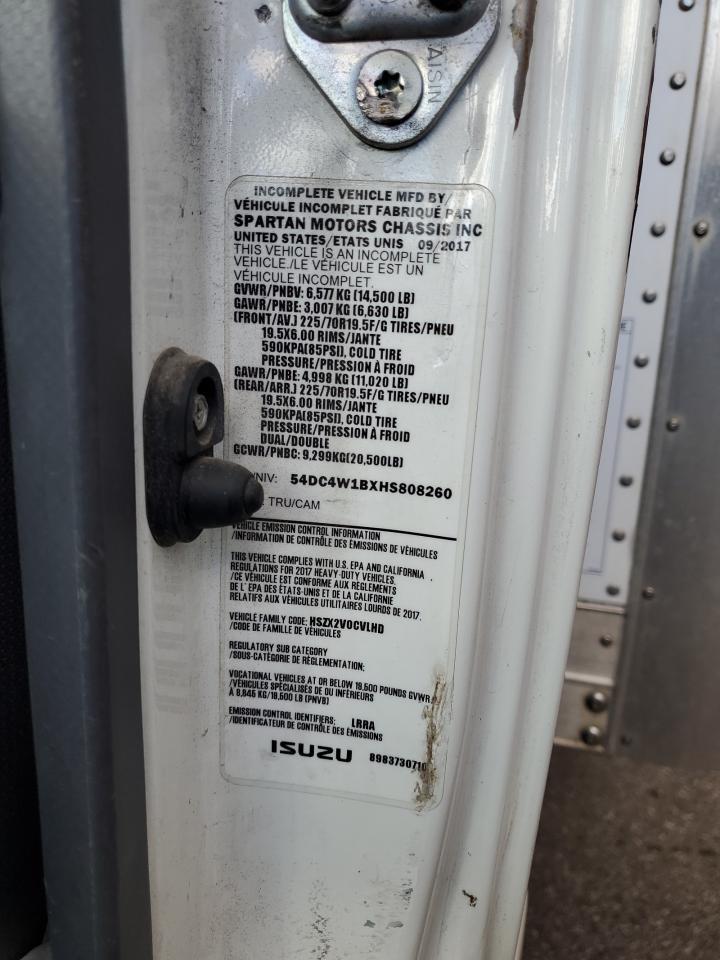 AISIN
INCOMPLETE VEHICLE MFD BY/
VÉHICULE INCOMPLET FABRIQUÉ PAR
SPARTAN MOTORS CHASSIS INC
UNITED STATES/ETATS UNIS 09/2017
THIS VEHICLE IS AN INCOMPLETE
VEHICLE./LE VÉHICULE EST UN
VÉHICULE INCOMPLET.
GVWR/PNBV: 6,577 KG (14,500 LB)
GAWR/PNBE: 3,007 KG (6,630 LB)
(FRONT/AV.) 225/70R19.5F/G TIRES/PNEU
19.5X6.00 RIMS/JANTE
590KPA(85PSI), COLD TIRE
PRESSURE/PRESSION À FROID
GAWR/PNBE: 4,998 KG (11,020 LB)
(REAR/ARR.) 225/70R19.5F/G TIRES/PNEU
19.5X6.00 RIMS/JANTE
590KPA(85PSI), COLD TIRE
PRESSURE/PRESSION À FROID
DUAL/DOUBLE
GCWR/PNBC: 9,299KG(20,500LB)
/NIV: 54DC4W1BXHS808260
: TRU/CAM
VEHICLE EMISSION CONTROL INFORMATION
/INFORMATION DE CONTRÔLE DES ÉMISSIONS DE VÉHICULES
THIS VEHICLE COMPLIES WITH U.S. EPA AND CALIFORNIA
REGULATIONS FOR 2017 HEAVY-DUTY VEHICLES.
/CE VÉHICULE EST CONFORME AUX RÈGLEMENTS
DE L' EPA DES ÉTATS-UNIS ET DE LA CALIFORNIE
RELATIFS AUX VÉHICULES UTILITAIRES LOURDS DE 2017.
VEHICLE FAMILY CODE: HSZX2VOCVLHD
/CODE DE FAMILLE DE VÉHICULES
REGULATORY SUB CATEGORY
/SOUS-CATÉGORIE DE RÉGLEMENTATION:
VOCATIONAL VEHICLES AT OR BELOW 19,500 POUNDS GVWR
/VÉHICULES SPÉCIALISÉS DE OU INFÉRIEURS
À 8,845 KG/19,500 LB (PNVB)
EMISSION CONTROL IDENTIFIERS: LRRA
/IDENTIFICATEUR DE CONTRÔLE DES ÉMISSIONS
ISUZU 8983730710